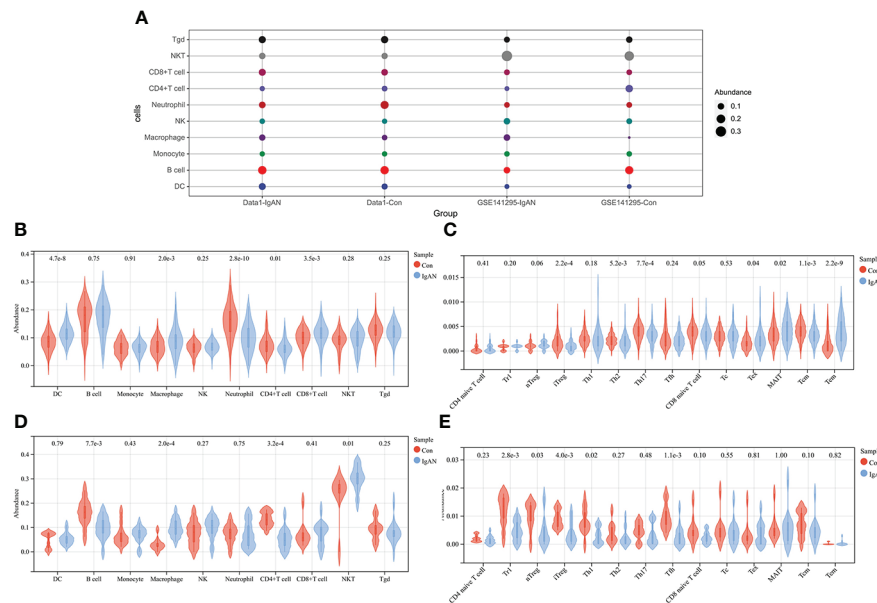 A
Tgd
NKT
CD8+T cell
CD4+T cell
Neutrophil
NK
Macrophage
Monocyte
B cell
DC
cells
Data1-IgAN
Data1-Con
GSE141295-IgAN
GSE141295-Con
Group
Abundance
0.1
0.2
0.3
B
4.7e-8 0.75 0.91 2.0e-3 0.25 2.8e-10 0.01 3.5e-3 0.28 0.25
Sample
Con
IgAN
Abundance
0.4
0.3
0.2
0.1
0.0
DC B cell Monocyte Macrophage NK Neutrophil CD4+T cell CD8+T cell NKT Tgd
C
0.41 0.20 0.06 2.2e-4 0.18 5.2e-3 7.7e-4 0.24 0.05 0.53 0.04 0.02 1.1e-3 2.2e-9
Sampl
Con
IgA
0.015
0.010
0.005
0.000
CD4 naive T cell Tr1 nTreg iTreg Th1 Th2 Th17 Tfh CD8 naive T cell Tc Tex MAIT Tcm Tem
D
0.79 7.7e-3 0.43 2.0e-4 0.27 0.75 3.2e-4 0.41 0.01 0.25
Sample
Con
IgAN
Abundance
0.4
0.3
0.2
0.1
0.0
DC B cell Monocyte Macrophage NK Neutrophil CD4+T cell CD8+T cell NKT Tgd
E
0.23 2.8e-3 0.03 4.0e-3 0.02 0.27 0.48 1.1e-3 0.10 0.55 0.81 1.00 0.10 0.82
Sample
Co
IgA
0.03
0.02
0.01
0.00
CD4 naive T cell Tr1 nTreg iTreg Th1 Th2 Th17 Tfh CD8 naive T cell Tc Tex MAIT Tcm Tem